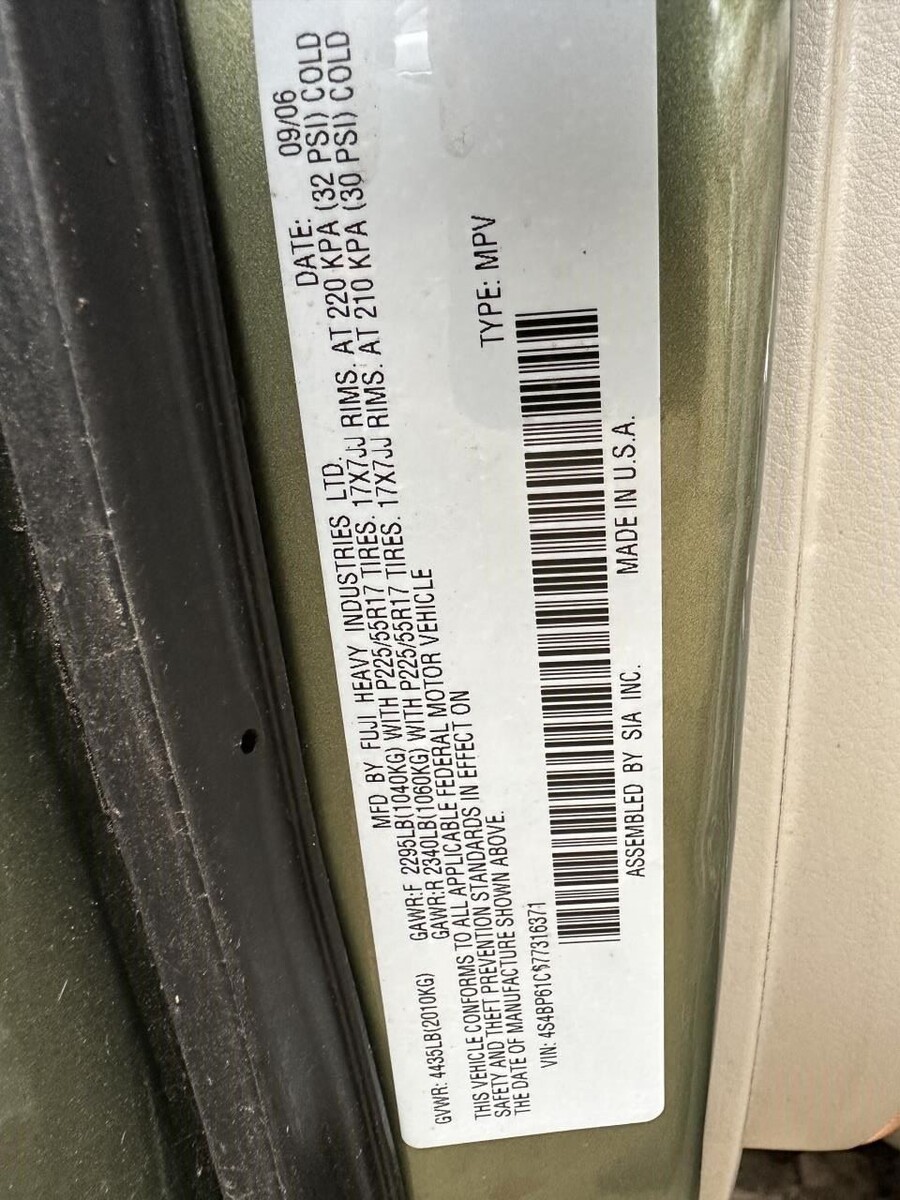 MFD BY FUJI HEAVY INDUSTRIES LTD. DATE: 09/06
GVWR: 4435LB(2010KG) GAWR:F 2295LB(1040KG) WITH P225/55R17 TIRES. 17X7JJ RIMS. AT 220 KPA (32 PSI) COLD
GAWR:R 2340LB(1060KG) WITH P225/55R17 TIRES. 17X7JJ RIMS. AT 210 KPA (30 PSI) COLD
THIS VEHICLE CONFORMS TO ALL APPLICABLE FEDERAL MOTOR VEHICLE
SAFETY AND THEFT PREVENTION STANDARDS IN EFFECT ON
THE DATE OF MANUFACTURE SHOWN ABOVE.
VIN: 4S4BP61C677316371 TYPE: MPV
ASSEMBLED BY SIA INC. MADE IN U.S.A.